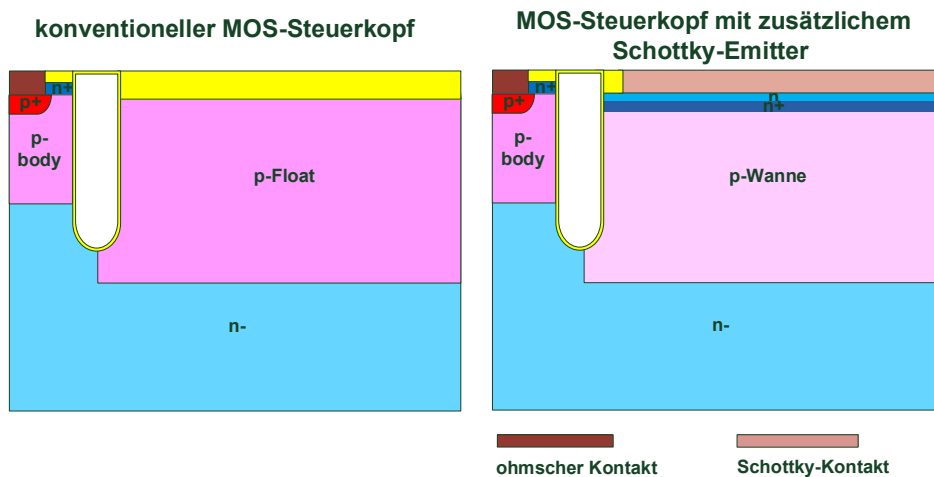 konventioneller MOS-Steuerkopf
MOS-Steuerkopf mit zusätzlichem
Schottky-Emitter
n+
p+
p-
body
p-Float
n-
n+
p+
p-
body
n
n+
p-Wanne
n-
ohmscher Kontakt
Schottky-Kontakt